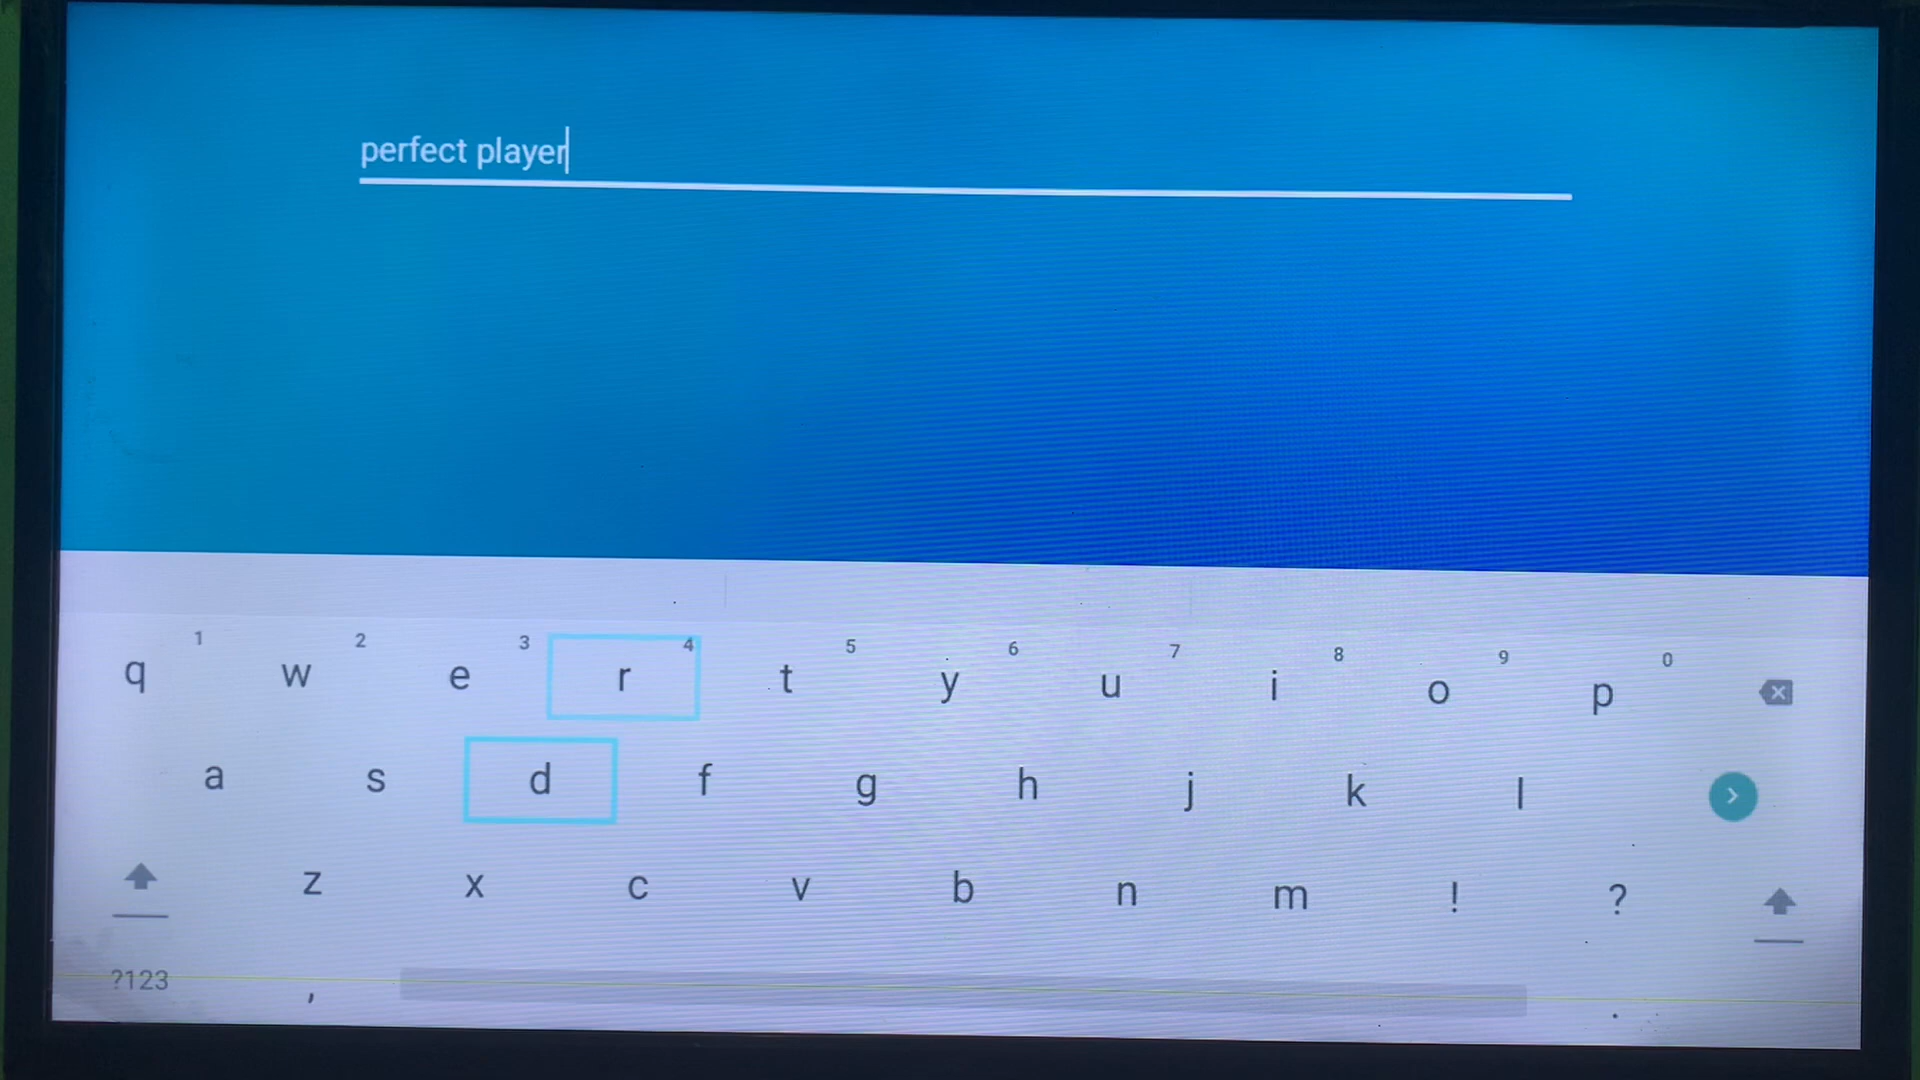 perfect player
1 2 3 4 5 6 7 8 9 0
q w e r t y u i o p
a s d f g h j k l
z x c v b n m ! ?
?123 , .